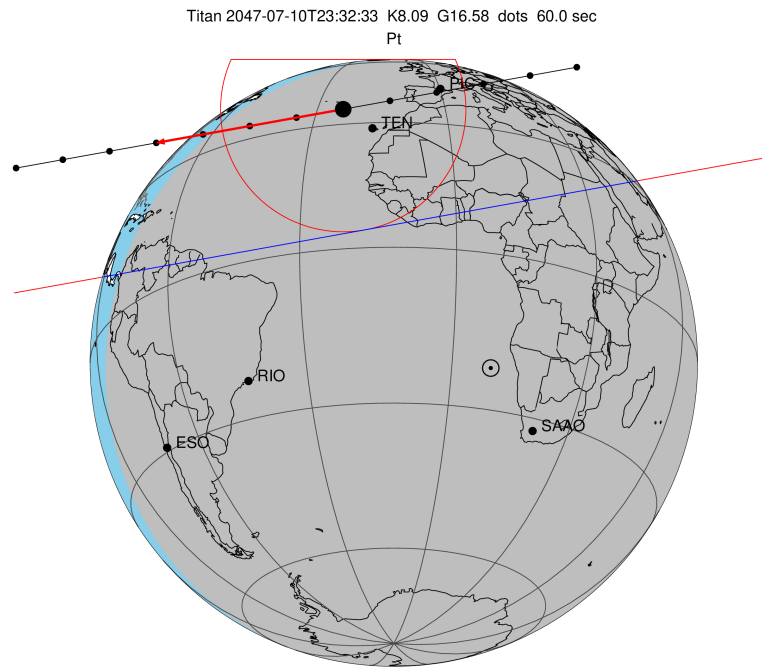 Titan 2047-07-10T23:32:33 K8.09 G16.58 dots 60.0 sec
Pt
PIC
TEN
RIO
ESO
SAAO